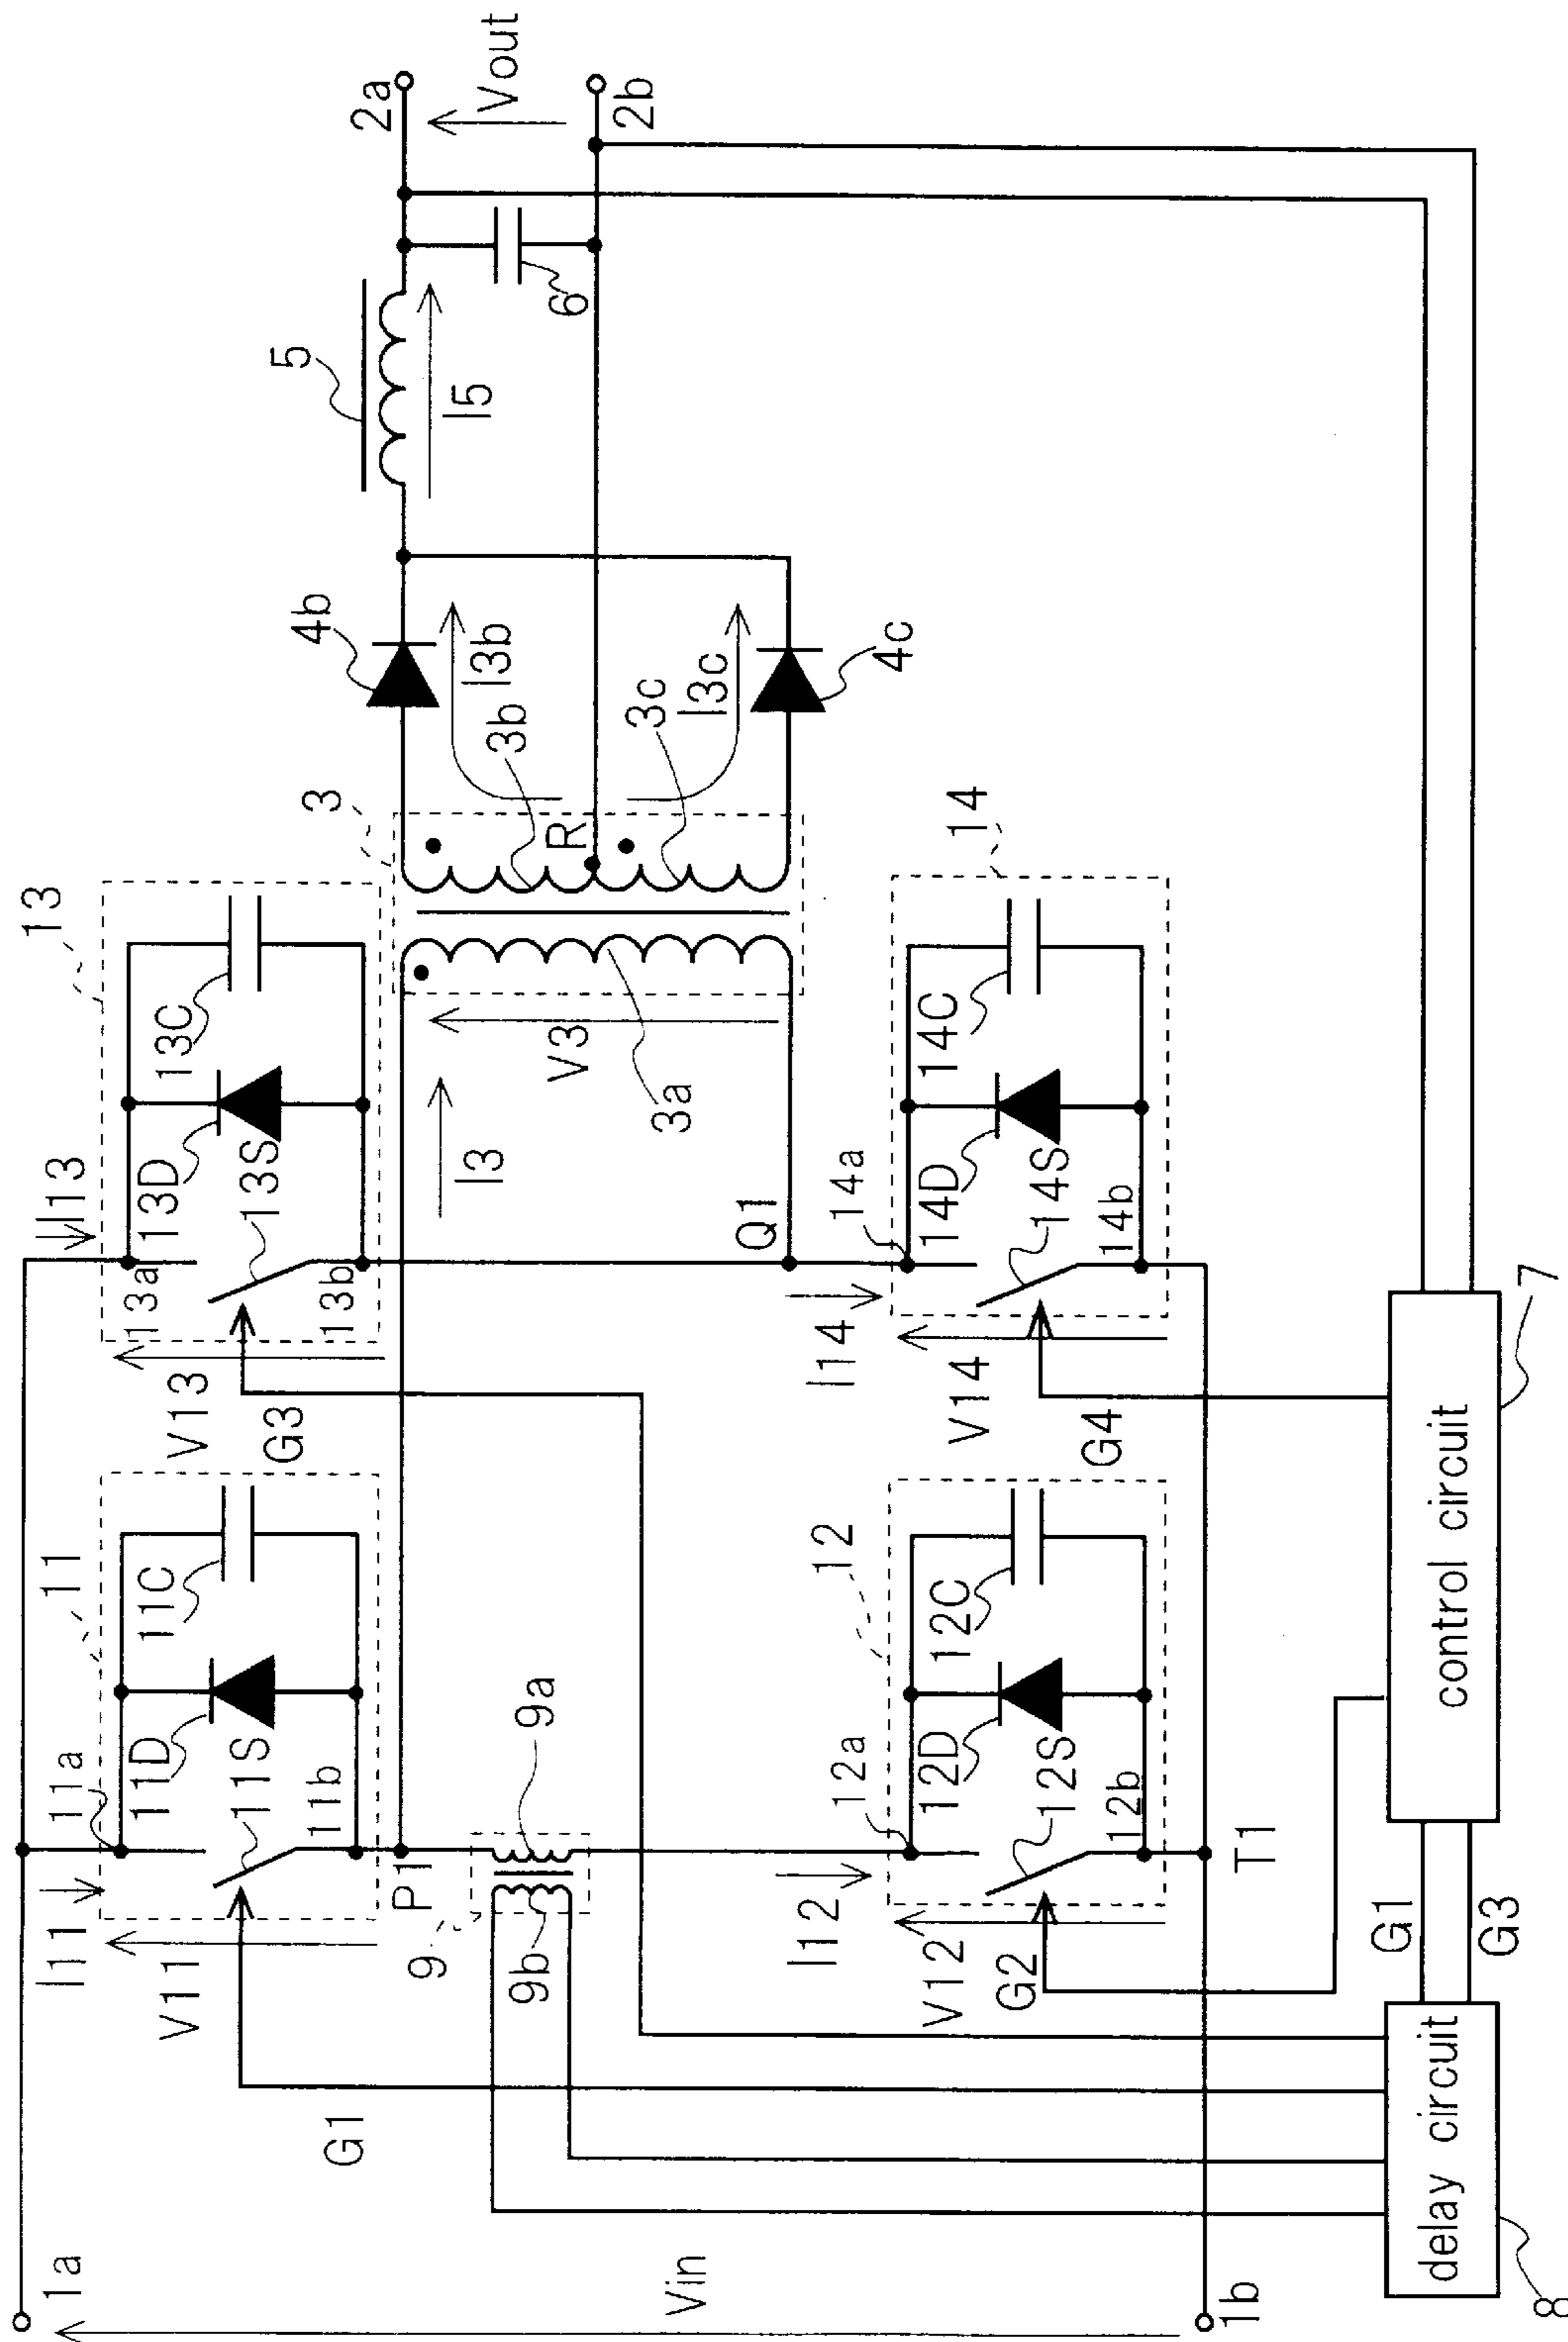 1a
Vin
1b
I11
11a
11
11D
11C
11S
11b
V11
G1
P1
9
9a
9b
I12
12a
12
12D
12C
12S
12b
V12
G2
T1
I13
13
13a
13D
13C
13S
13b
V13
G3
I3
V3
3a
3
3b
3c
R
Q1
I14
14a
14
14D
14C
14S
14b
V14
G4
4b
I3b
I3c
4c
5
I5
6
2a
Vout
2b
delay circuit
8
G1
G3
control circuit
7